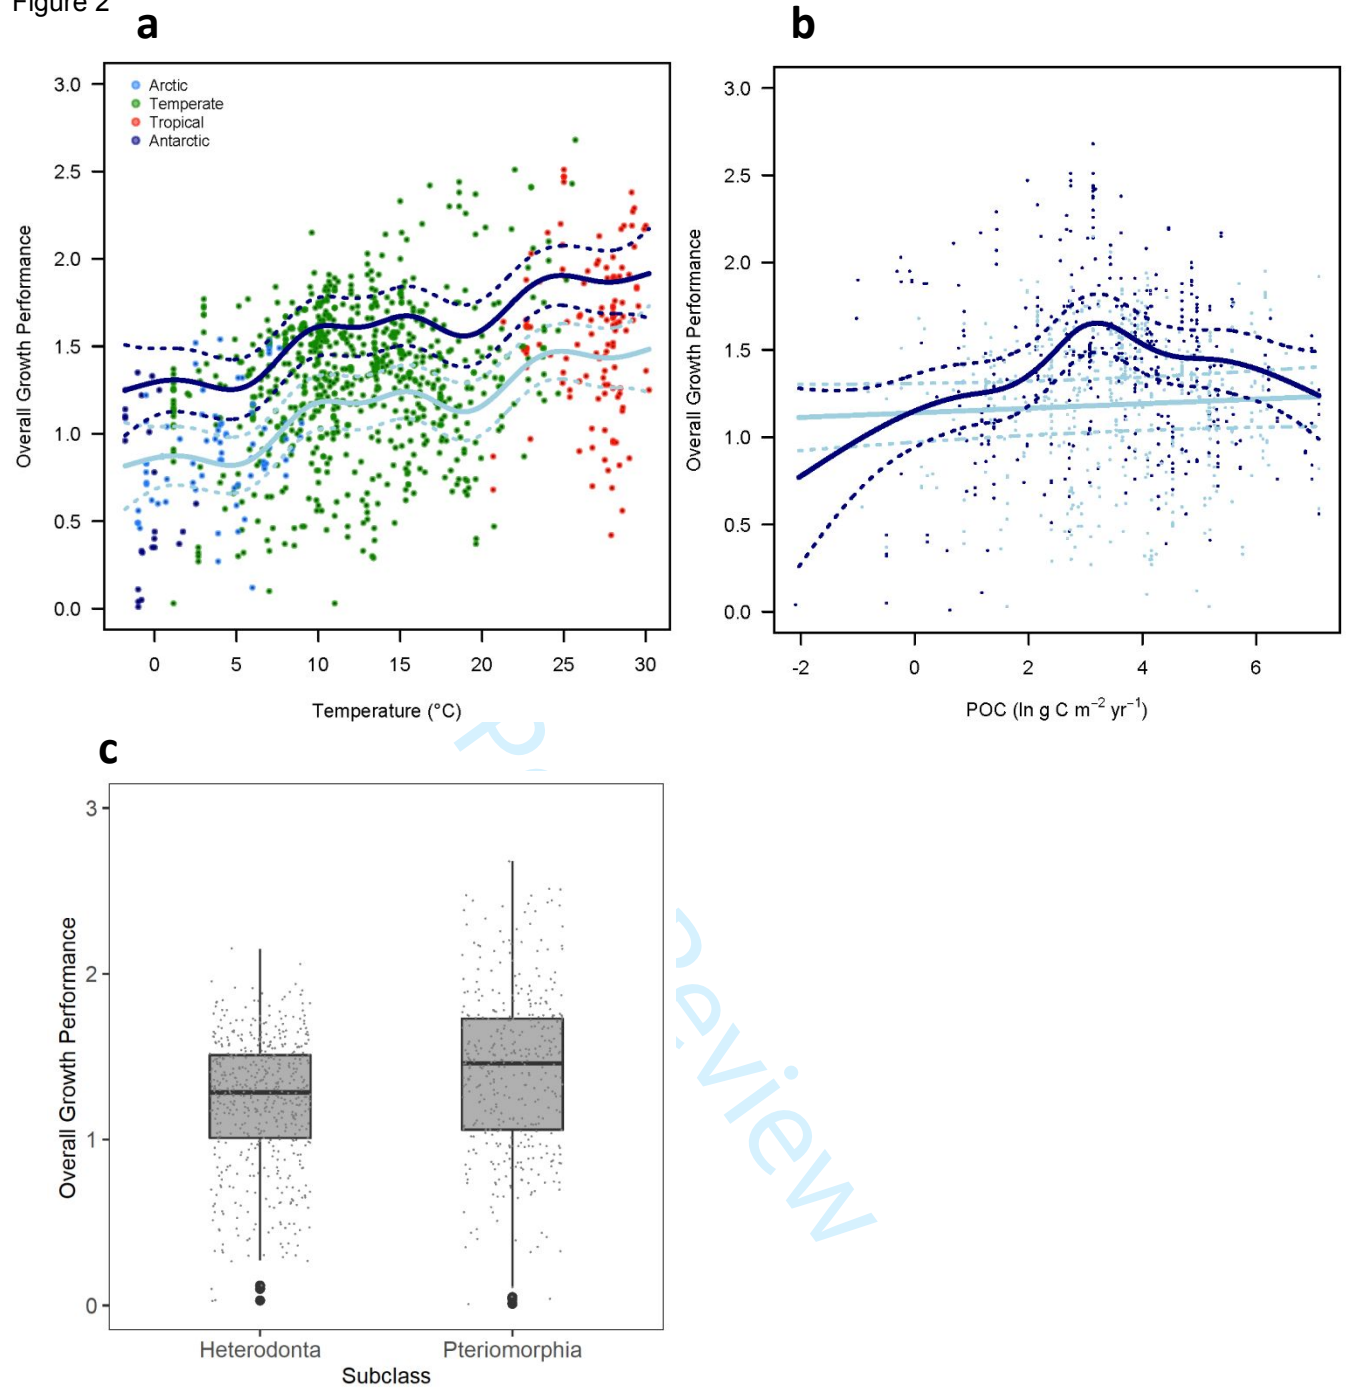 Figure 2
a
b
3.0
2.5
2.0
1.5
1.0
0.5
0.0
Overall Growth Performance
Arctic
Temperate
Tropical
Antarctic
0 5 10 15 20 25 30
Temperature (°C)
3.0
2.5
2.0
1.5
1.0
0.5
0.0
Overall Growth Performance
-2 0 2 4 6
POC (ln g C m⁻² yr⁻¹)
c
3
2
1
0
Overall Growth Performance
Heterodonta Pteriomorphia
Subclass
eview